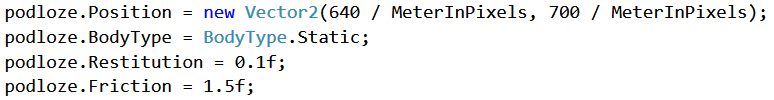 podloze.Position = new Vector2(640 / MeterInPixels, 700 / MeterInPixels);
podloze.BodyType = BodyType.Static;
podloze.Restitution = 0.1f;
podloze.Friction = 1.5f;